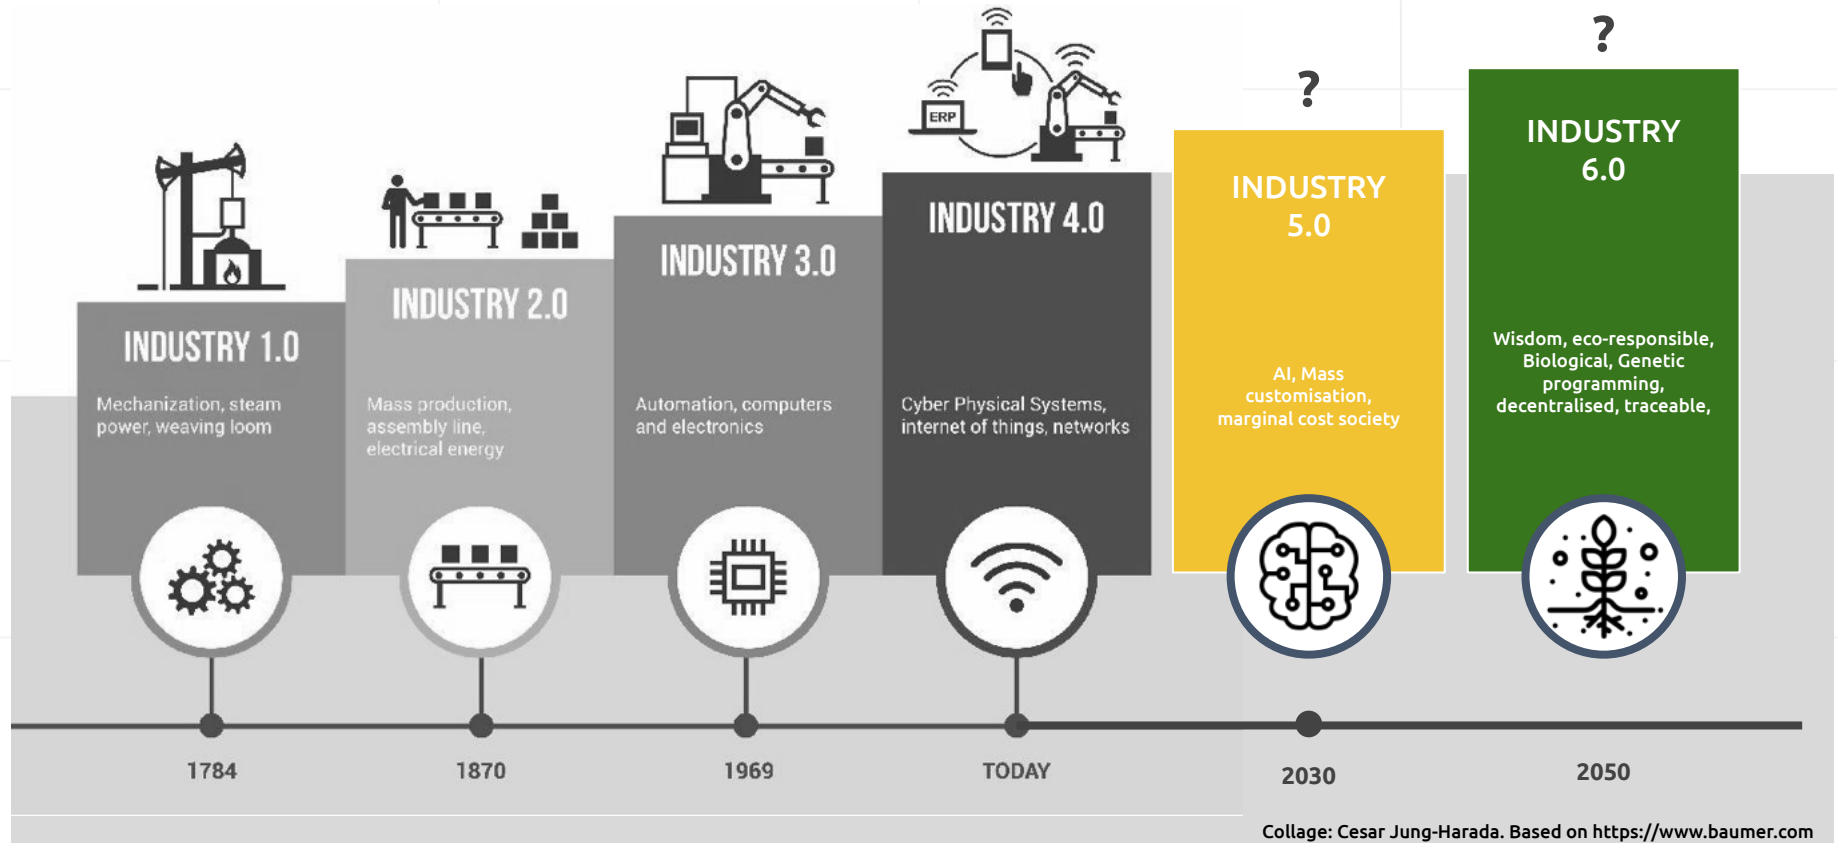 ?
?
ERP
INDUSTRY 1.0
Mechanization, steam
power, weaving loom
INDUSTRY 2.0
Mass production,
assembly line,
electrical energy
INDUSTRY 3.0
Automation, computers
and electronics
INDUSTRY 4.0
Cyber Physical Systems,
internet of things, networks
INDUSTRY
5.0
AI, Mass
customisation,
marginal cost society
INDUSTRY
6.0
Wisdom, eco-responsible,
Biological, Genetic
programming,
decentralised, traceable,
1784
1870
1969
TODAY
2030
2050
Collage: Cesar Jung-Harada. Based on https://www.baumer.com